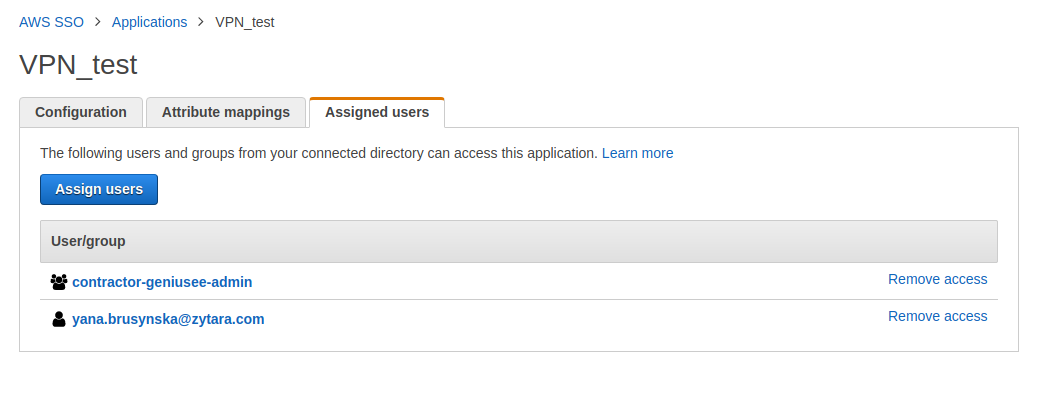 AWS SSO > Applications > VPN_test
VPN_test
Configuration Attribute mappings Assigned users
The following users and groups from your connected directory can access this application. Learn more
Assign users
User/group
contractor-geniusee-admin Remove access
yana.brusynska@zytara.com Remove access